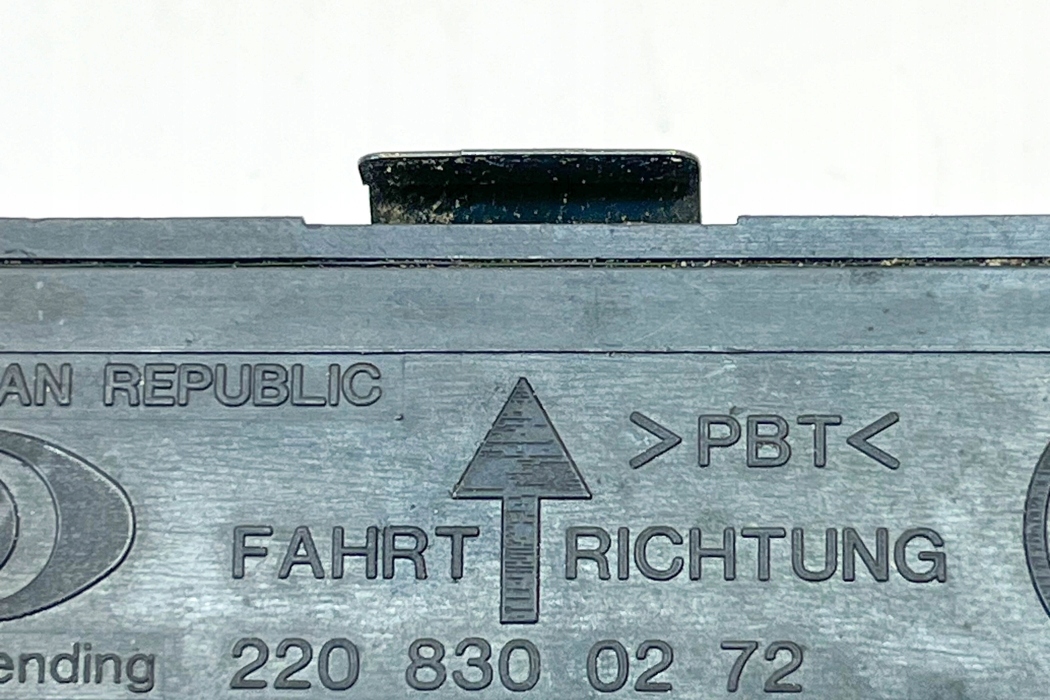 AN REPUBLIC
>PBT<
FAHRT RICHTUNG
ending 220 830 02 72